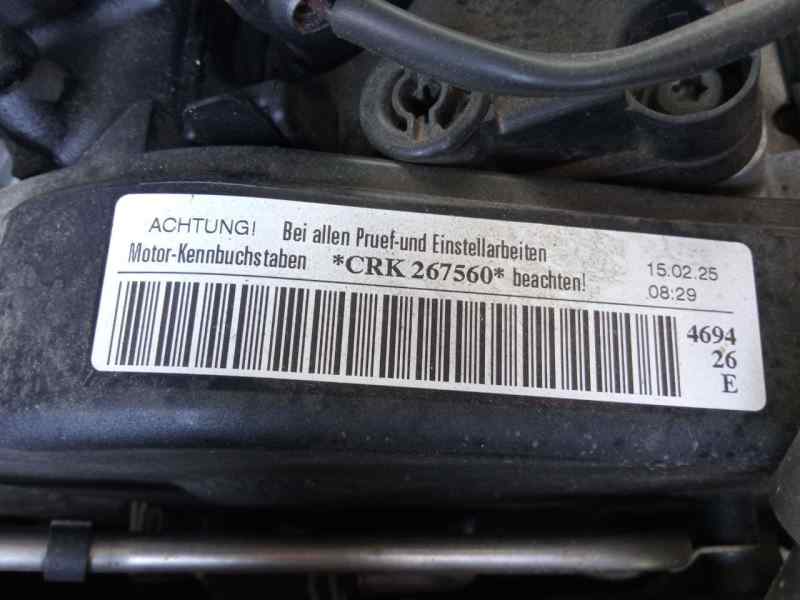 ACHTUNG! Bei allen Pruef-und Einstellarbeiten
Motor-Kennbuchstaben *CRK 267560* beachten!
15.02.25
08:29
4694
26
E